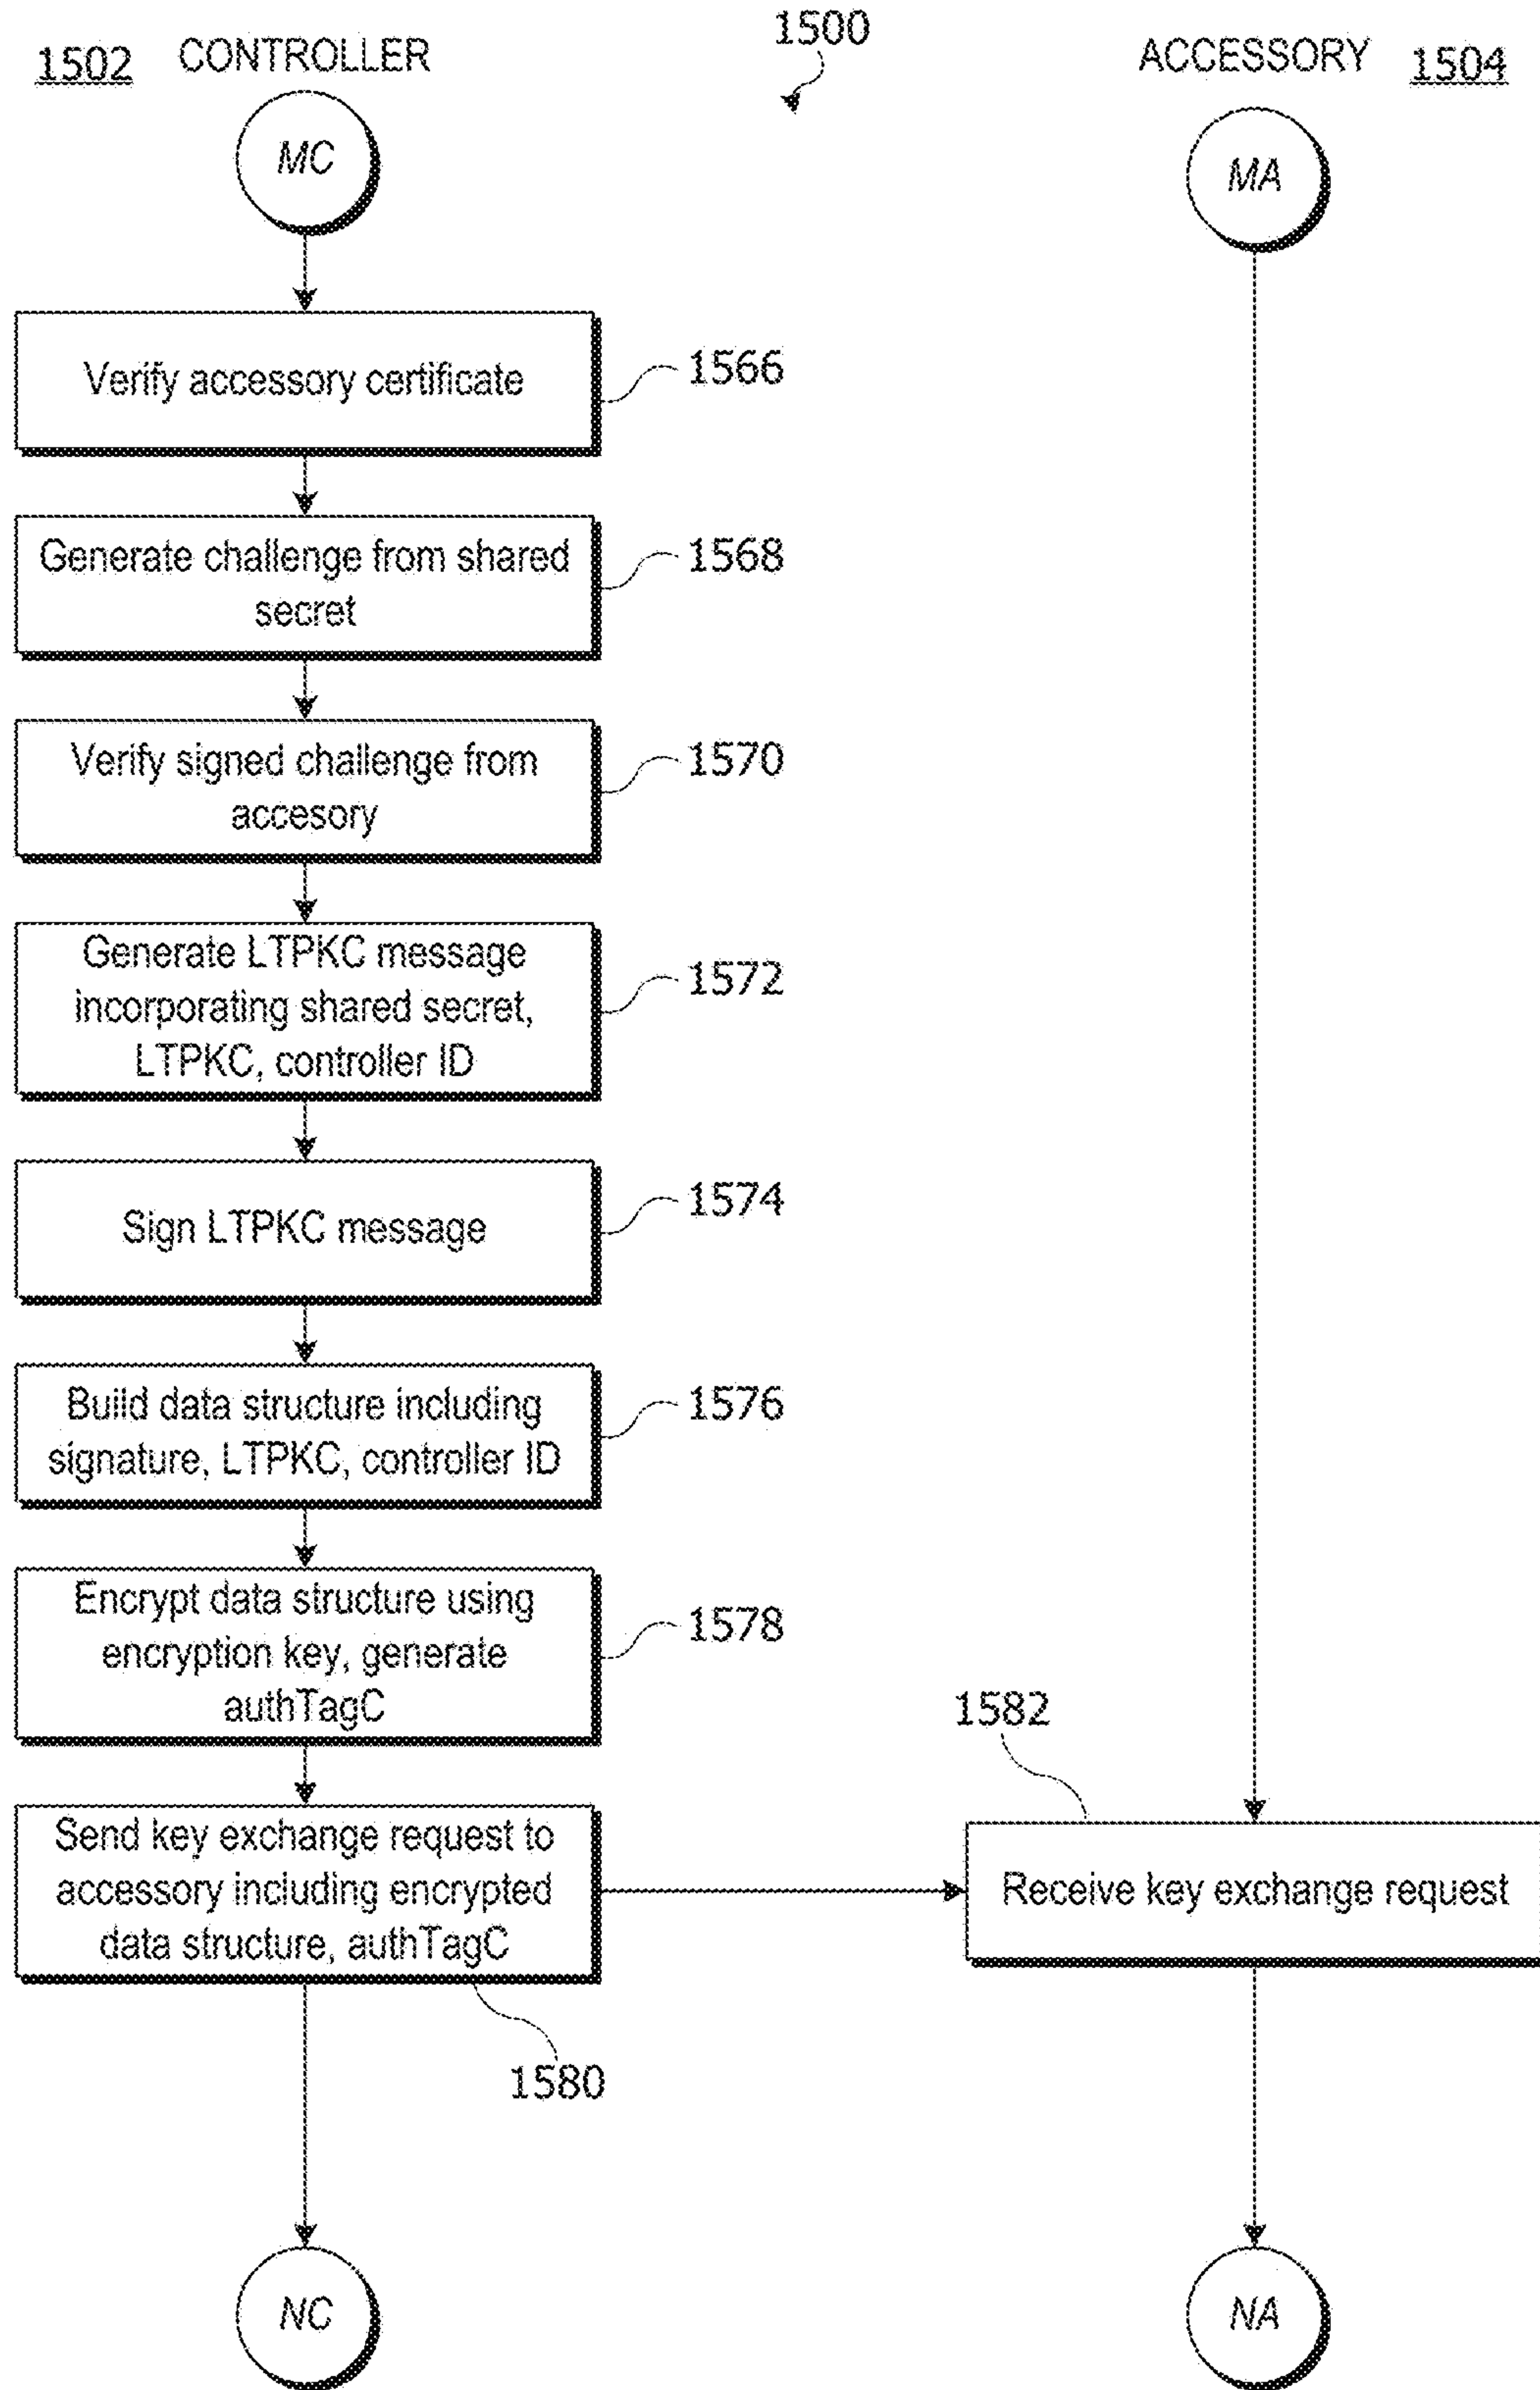 1500
1502 CONTROLLER
ACCESSORY 1504
MC
MA
Verify accessory certificate
1566
Generate challenge from shared
secret
1568
Verify signed challenge from
accesory
1570
Generate LTPKC message
incorporating shared secret,
LTPKC, controller ID
1572
Sign LTPKC message
1574
Build data structure including
signature, LTPKC, controller ID
1576
Encrypt data structure using
encryption key, generate
authTagC
1578
1582
Send key exchange request to
accessory including encrypted
data structure, authTagC
Receive key exchange request
1580
NC
NA